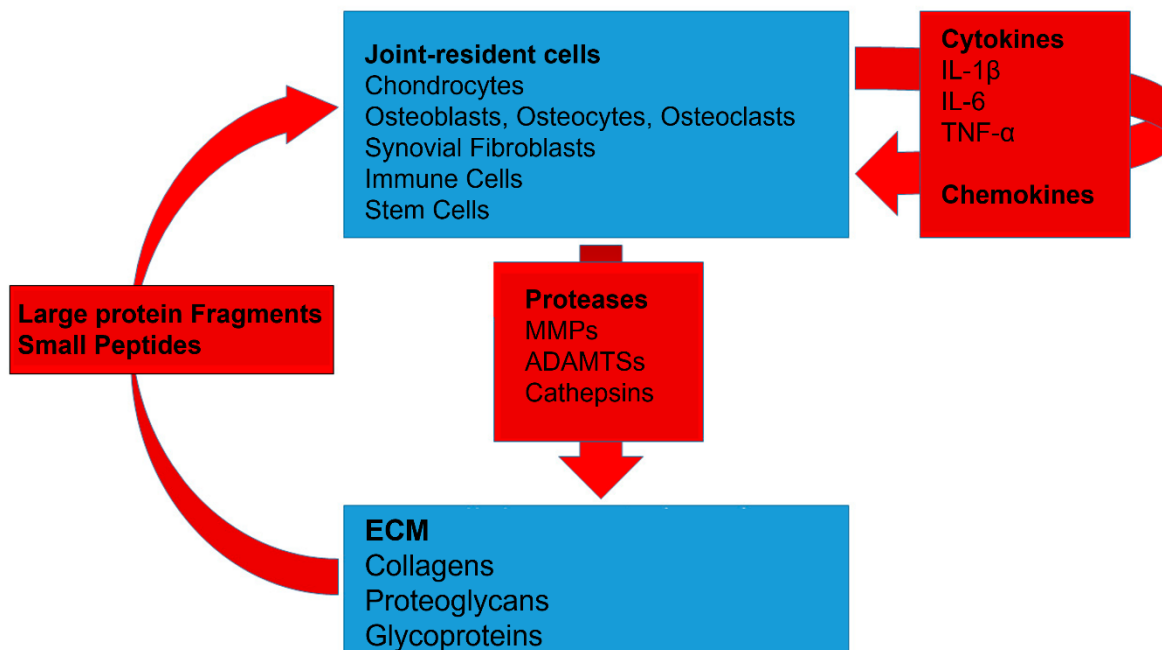 Joint-resident cells
Chondrocytes
Osteoblasts, Osteocytes, Osteoclasts
Synovial Fibroblasts
Immune Cells
Stem Cells
Cytokines
IL-1β
IL-6
TNF-α
Chemokines
Large protein Fragments
Small Peptides
Proteases
MMPs
ADAMTSs
Cathepsins
ECM
Collagens
Proteoglycans
Glycoproteins